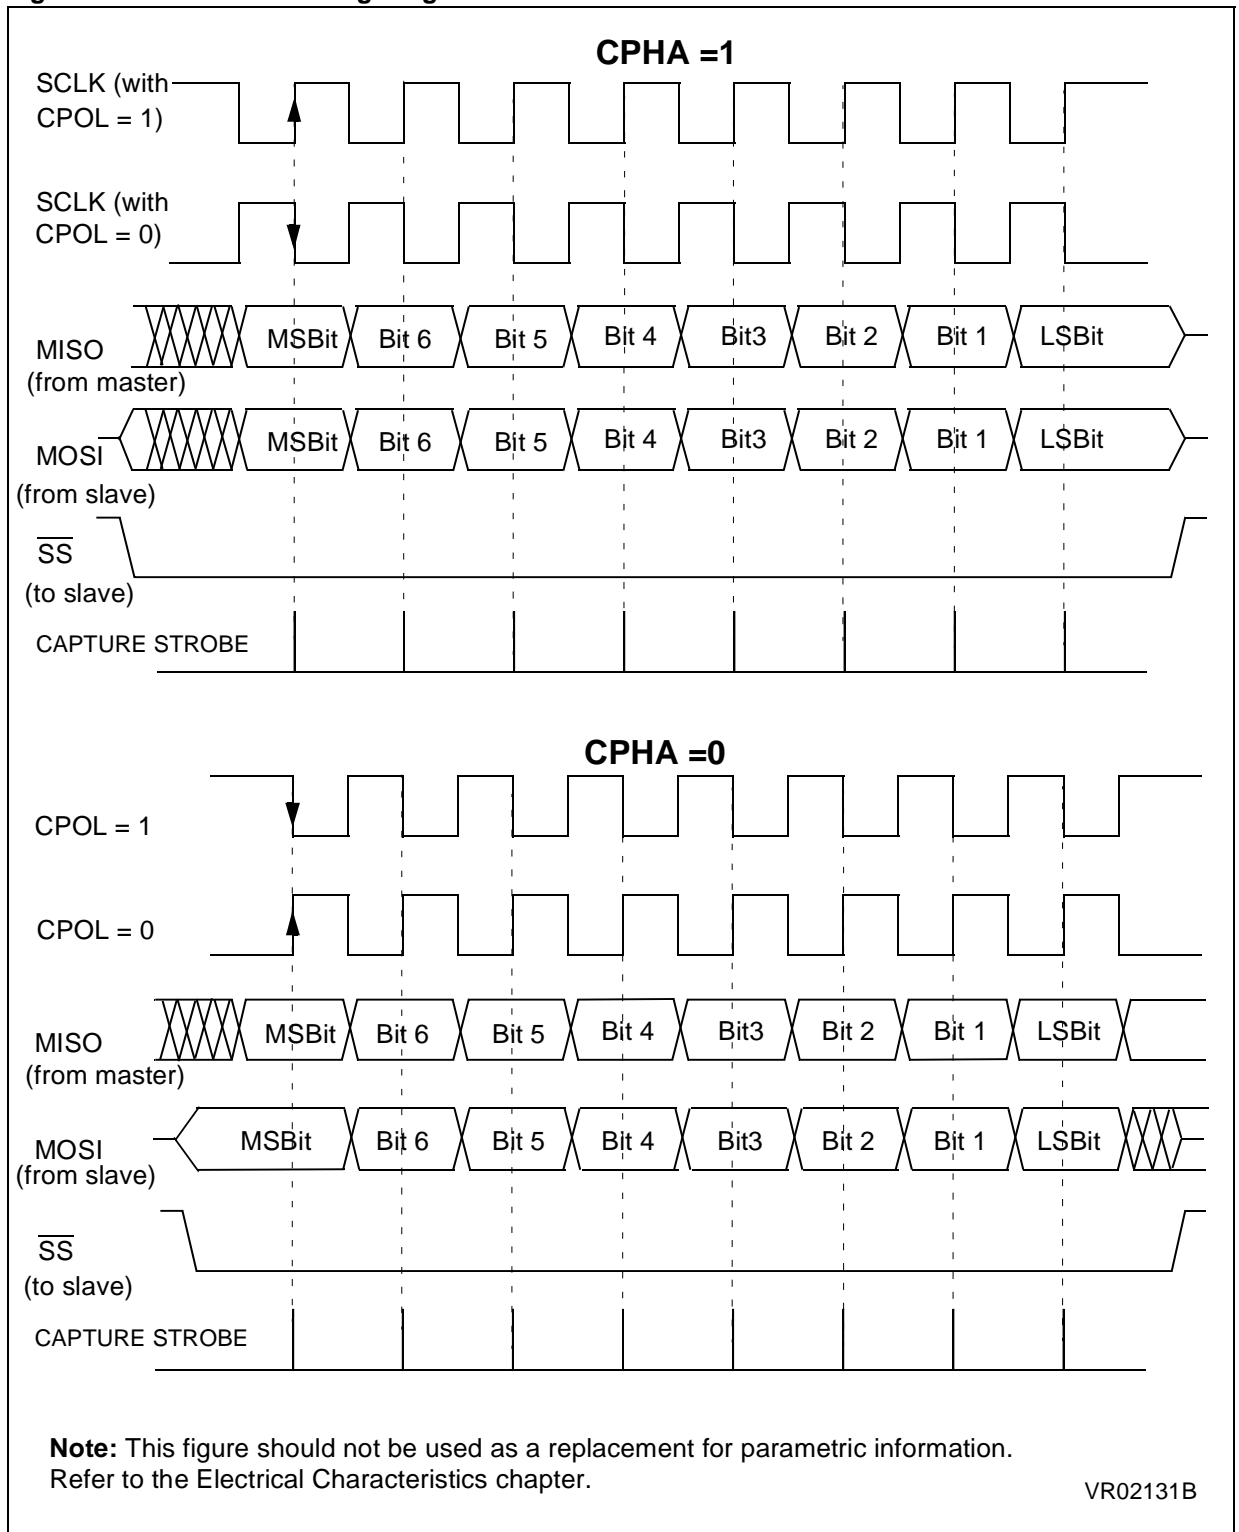 CPHA =1
SCLK (with
CPOL = 1)
SCLK (with
CPOL = 0)
MSBit Bit 6 Bit 5 Bit 4 Bit3 Bit 2 Bit 1 LSBit
MISO
(from master)
MSBit Bit 6 Bit 5 Bit 4 Bit3 Bit 2 Bit 1 LSBit
MOSI
(from slave)
SS
(to slave)
CAPTURE STROBE
CPHA =0
CPOL = 1
CPOL = 0
MSBit Bit 6 Bit 5 Bit 4 Bit3 Bit 2 Bit 1 LSBit
MISO
(from master)
MSBit Bit 6 Bit 5 Bit 4 Bit3 Bit 2 Bit 1 LSBit
MOSI
(from slave)
SS
(to slave)
CAPTURE STROBE
Note: This figure should not be used as a replacement for parametric information.
Refer to the Electrical Characteristics chapter.
VR02131B